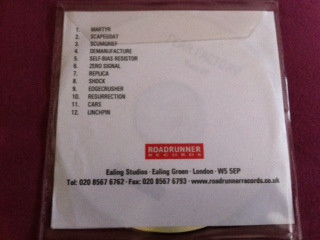 1. MARTYR
2. SCAPEGOAT
3. SCUMGRIEF
4. DEMANUFACTURE
5. SELF-BIAS RESISTOR
6. ZERO SIGNAL
7. REPLICA
8. SHOCK
9. EDGECRUSHER
10. RESURRECTION
11. CARS
12. LINCHPIN
ROADRUNNER
RECORDS
Ealing Studios · Ealing Green · London · W5 5EP
Tel: 020 8567 6762 · Fax: 020 8567 6793 · www.roadrunnerrecords.co.uk